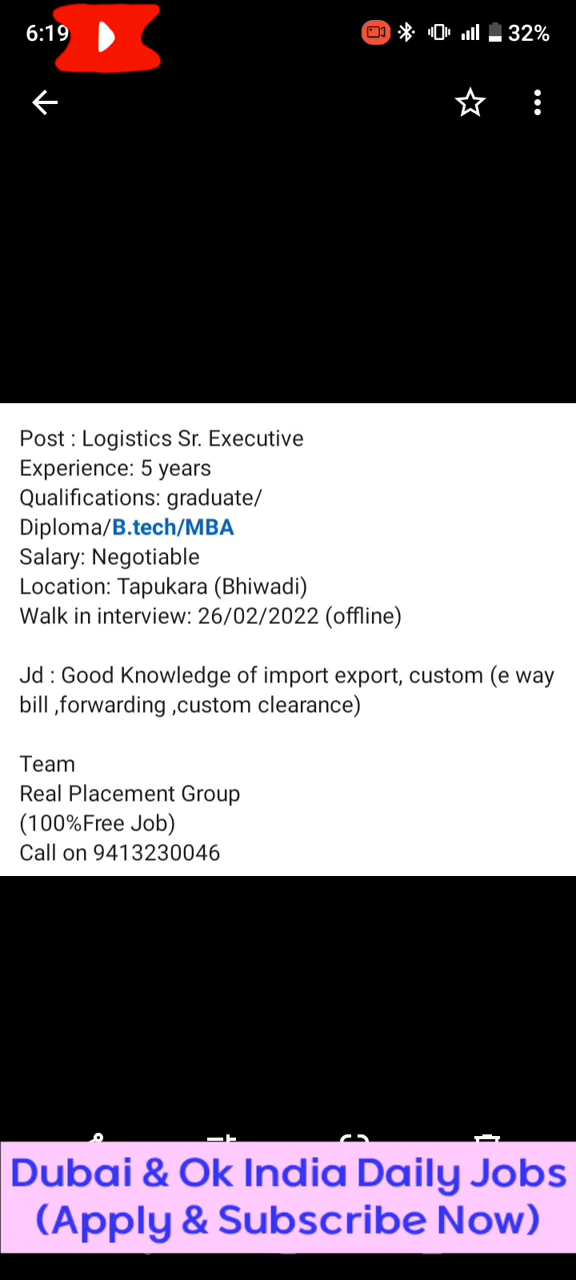 6:19
32%
Post : Logistics Sr. Executive
Experience: 5 years
Qualifications: graduate/
Diploma/B.tech/MBA
Salary: Negotiable
Location: Tapukara (Bhiwadi)
Walk in interview: 26/02/2022 (offline)
Jd : Good Knowledge of import export, custom (e way
bill ,forwarding ,custom clearance)
Team
Real Placement Group
(100%Free Job)
Call on 9413230046
Dubai & Ok India Daily Jobs
(Apply & Subscribe Now)